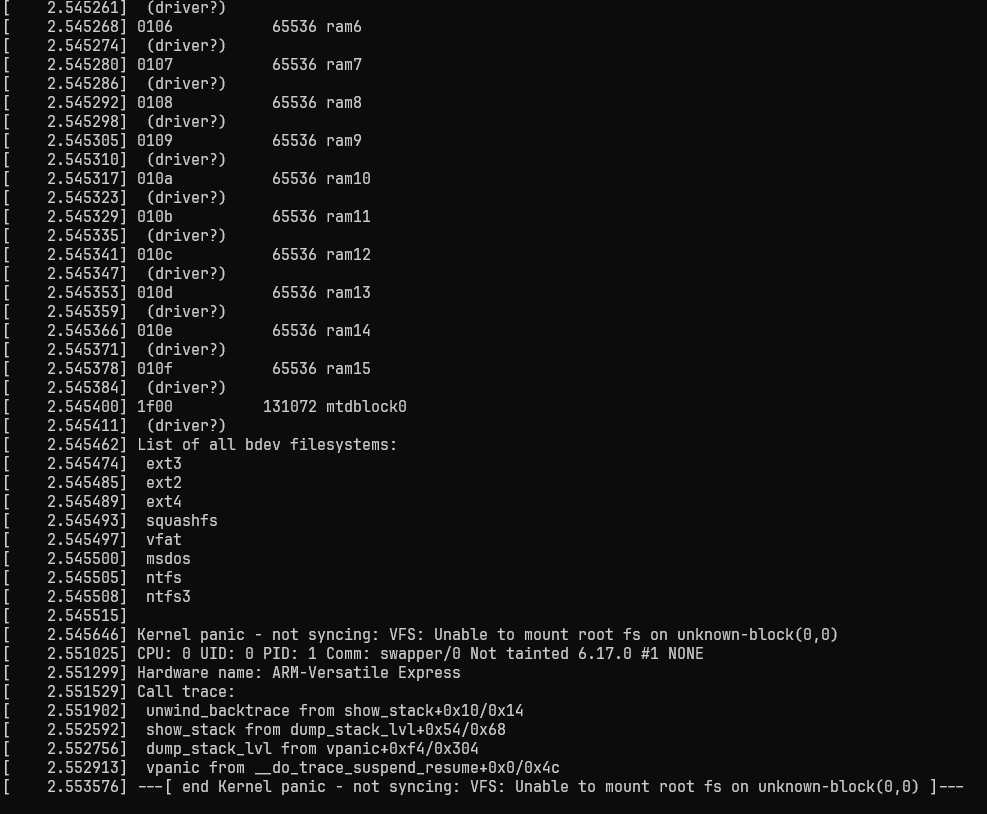 [    2.545261]  (driver?)
[    2.545268] 0106           65536 ram6
[    2.545274]  (driver?)
[    2.545280] 0107           65536 ram7
[    2.545286]  (driver?)
[    2.545292] 0108           65536 ram8
[    2.545298]  (driver?)
[    2.545305] 0109           65536 ram9
[    2.545310]  (driver?)
[    2.545317] 010a           65536 ram10
[    2.545323]  (driver?)
[    2.545329] 010b           65536 ram11
[    2.545335]  (driver?)
[    2.545341] 010c           65536 ram12
[    2.545347]  (driver?)
[    2.545353] 010d           65536 ram13
[    2.545359]  (driver?)
[    2.545366] 010e           65536 ram14
[    2.545371]  (driver?)
[    2.545378] 010f           65536 ram15
[    2.545384]  (driver?)
[    2.545400] 1f00          131072 mtdblock0
[    2.545411]  (driver?)
[    2.545462] List of all bdev filesystems:
[    2.545474]  ext3
[    2.545485]  ext2
[    2.545489]  ext4
[    2.545493]  squashfs
[    2.545497]  vfat
[    2.545500]  msdos
[    2.545505]  ntfs
[    2.545508]  ntfs3
[    2.545515]
[    2.545646] Kernel panic - not syncing: VFS: Unable to mount root fs on unknown-block(0,0)
[    2.551025] CPU: 0 UID: 0 PID: 1 Comm: swapper/0 Not tainted 6.17.0 #1 NONE
[    2.551299] Hardware name: ARM-Versatile Express
[    2.551529] Call trace:
[    2.551902]  unwind_backtrace from show_stack+0x10/0x14
[    2.552592]  show_stack from dump_stack_lvl+0x54/0x68
[    2.552756]  dump_stack_lvl from vpanic+0xf4/0x304
[    2.552913]  vpanic from __do_trace_suspend_resume+0x0/0x4c
[    2.553576] ---[ end Kernel panic - not syncing: VFS: Unable to mount root fs on unknown-block(0,0) ]---